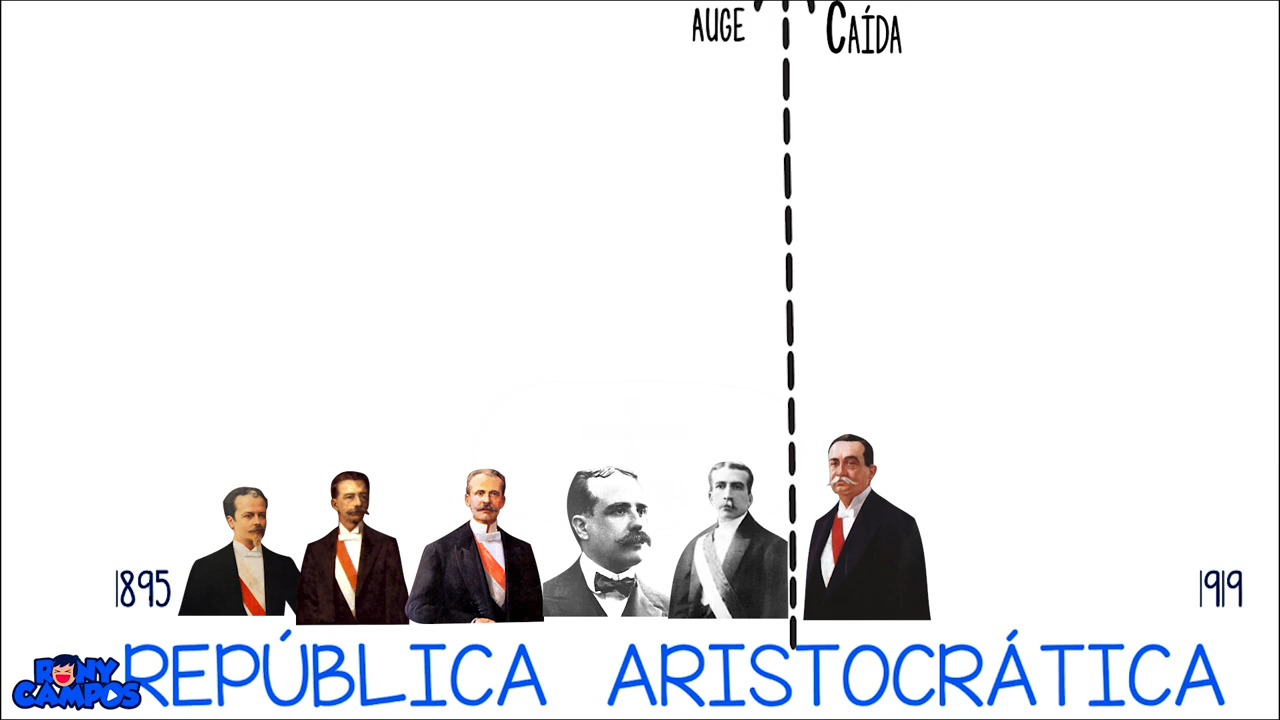 AUGE CAÍDA
1895
1919
REPÚBLICA ARISTOCRÁTICA
RONY
CAMPOS